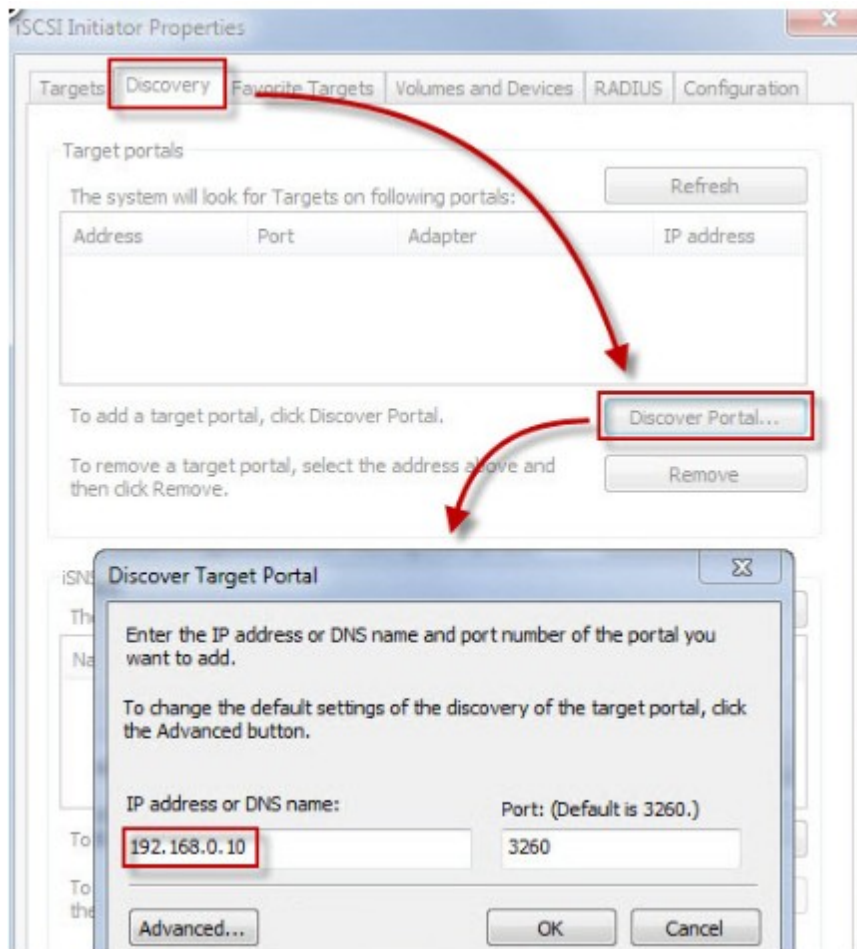 iSCSI Initiator Properties
Targets Discovery Favorite Targets Volumes and Devices RADIUS Configuration
Target portals
The system will look for Targets on following portals:
Refresh
Address Port Adapter IP address
To add a target portal, click Discover Portal.
Discover Portal...
To remove a target portal, select the address above and
then click Remove.
Remove
Discover Target Portal
Enter the IP address or DNS name and port number of the portal you
want to add.
To change the default settings of the discovery of the target portal, click
the Advanced button.
IP address or DNS name:
Port: (Default is 3260.)
192.168.0.10
3260
To
To
the
Advanced...
OK
Cancel